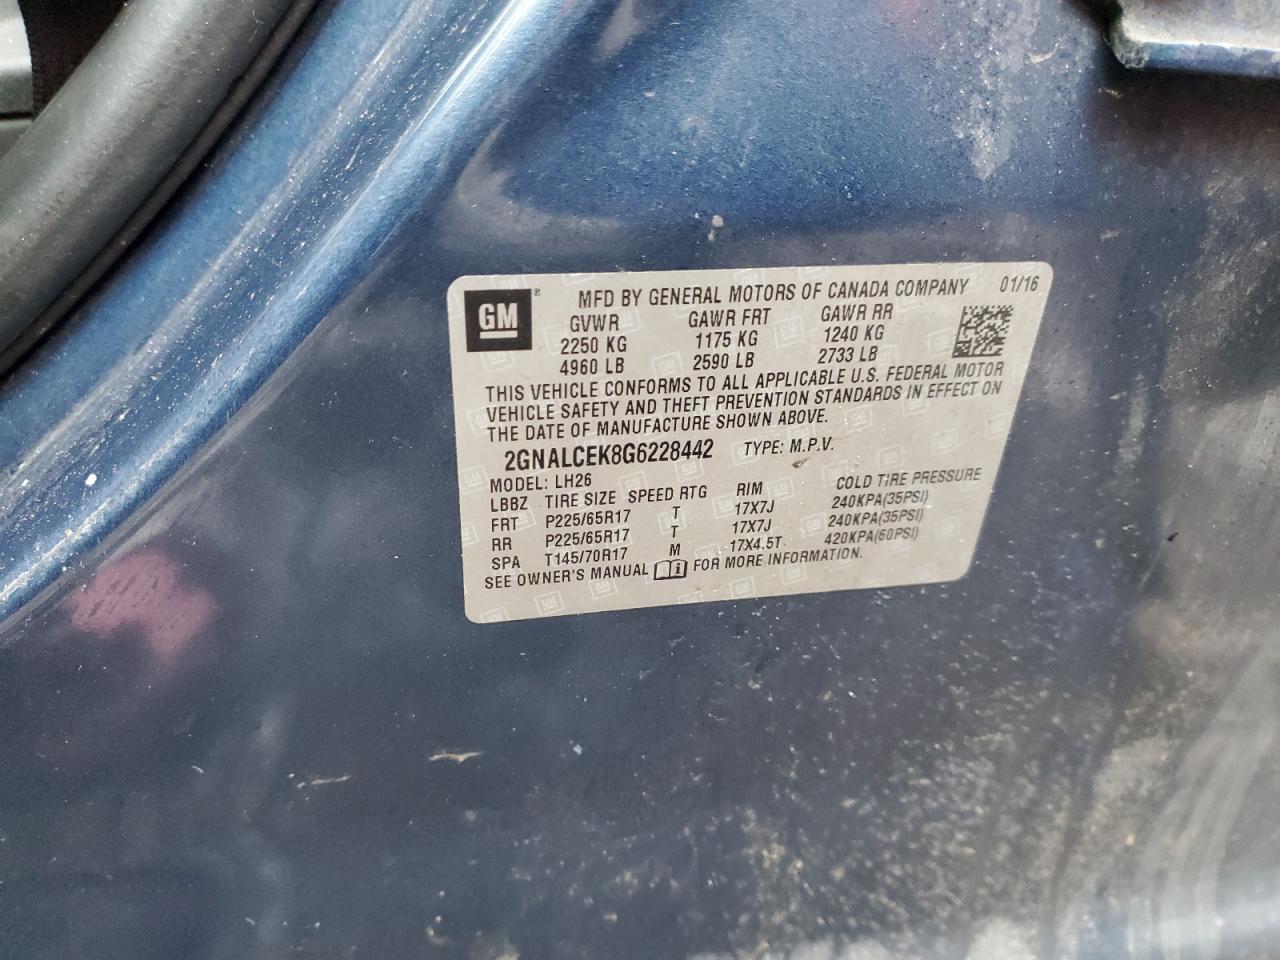 GM ® MFD BY GENERAL MOTORS OF CANADA COMPANY 01/16
GVWR GAWR FRT GAWR RR
2250 KG 1175 KG 1240 KG
4960 LB 2590 LB 2733 LB
THIS VEHICLE CONFORMS TO ALL APPLICABLE U.S. FEDERAL MOTOR
VEHICLE SAFETY AND THEFT PREVENTION STANDARDS IN EFFECT ON
THE DATE OF MANUFACTURE SHOWN ABOVE.
2GNALCEK8G6228442 TYPE: M.P.V.
MODEL: LH26
LBBZ TIRE SIZE SPEED RTG RIM COLD TIRE PRESSURE
FRT P225/65R17 T 17X7J 240KPA(35PSI)
RR P225/65R17 T 17X7J 240KPA(35PSI)
SPA T145/70R17 M 17X4.5T 420KPA(60PSI)
SEE OWNER'S MANUAL FOR MORE INFORMATION.